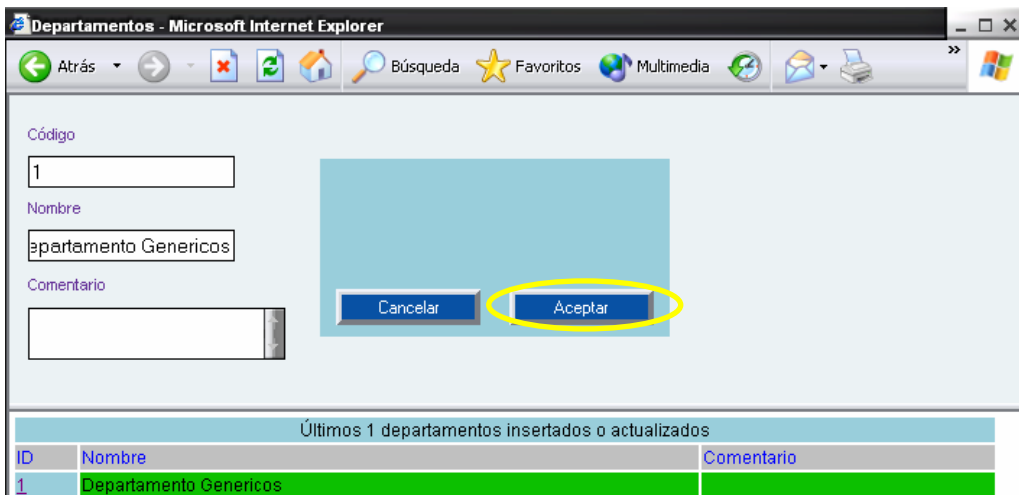 Departamentos - Microsoft Internet Explorer
Atrás Búsqueda Favoritos Multimedia »
Código
1
Nombre
epartamento Genericos
Comentario
Cancelar Aceptar
Últimos 1 departamentos insertados o actualizados
ID Nombre Comentario
1 Departamento Genericos